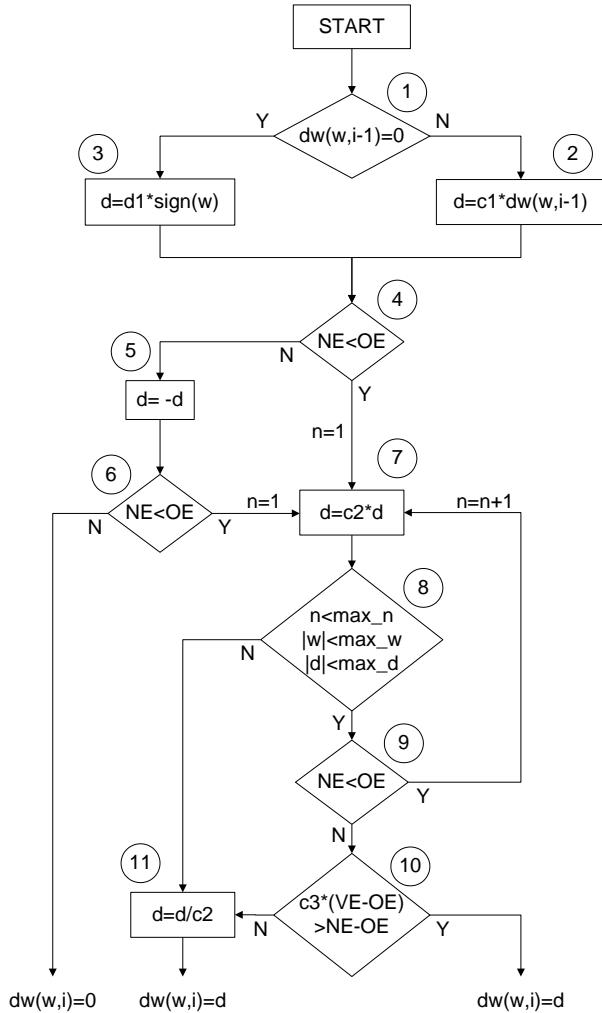 START
1
Y
N
dw(w,i-1)=0
3
2
d=d1*sign(w)
d=c1*dw(w,i-1)
4
NE<OE
N
Y
5
d= -d
n=1
6
7
NE<OE
N
Y
n=1
d=c2*d
n=n+1
8
n<max_n
|w|<max_w
|d|<max_d
N
Y
9
NE<OE
Y
N
11
10
c3*(VE-OE)
>NE-OE
d=d/c2
N
Y
dw(w,i)=0
dw(w,i)=d
dw(w,i)=d